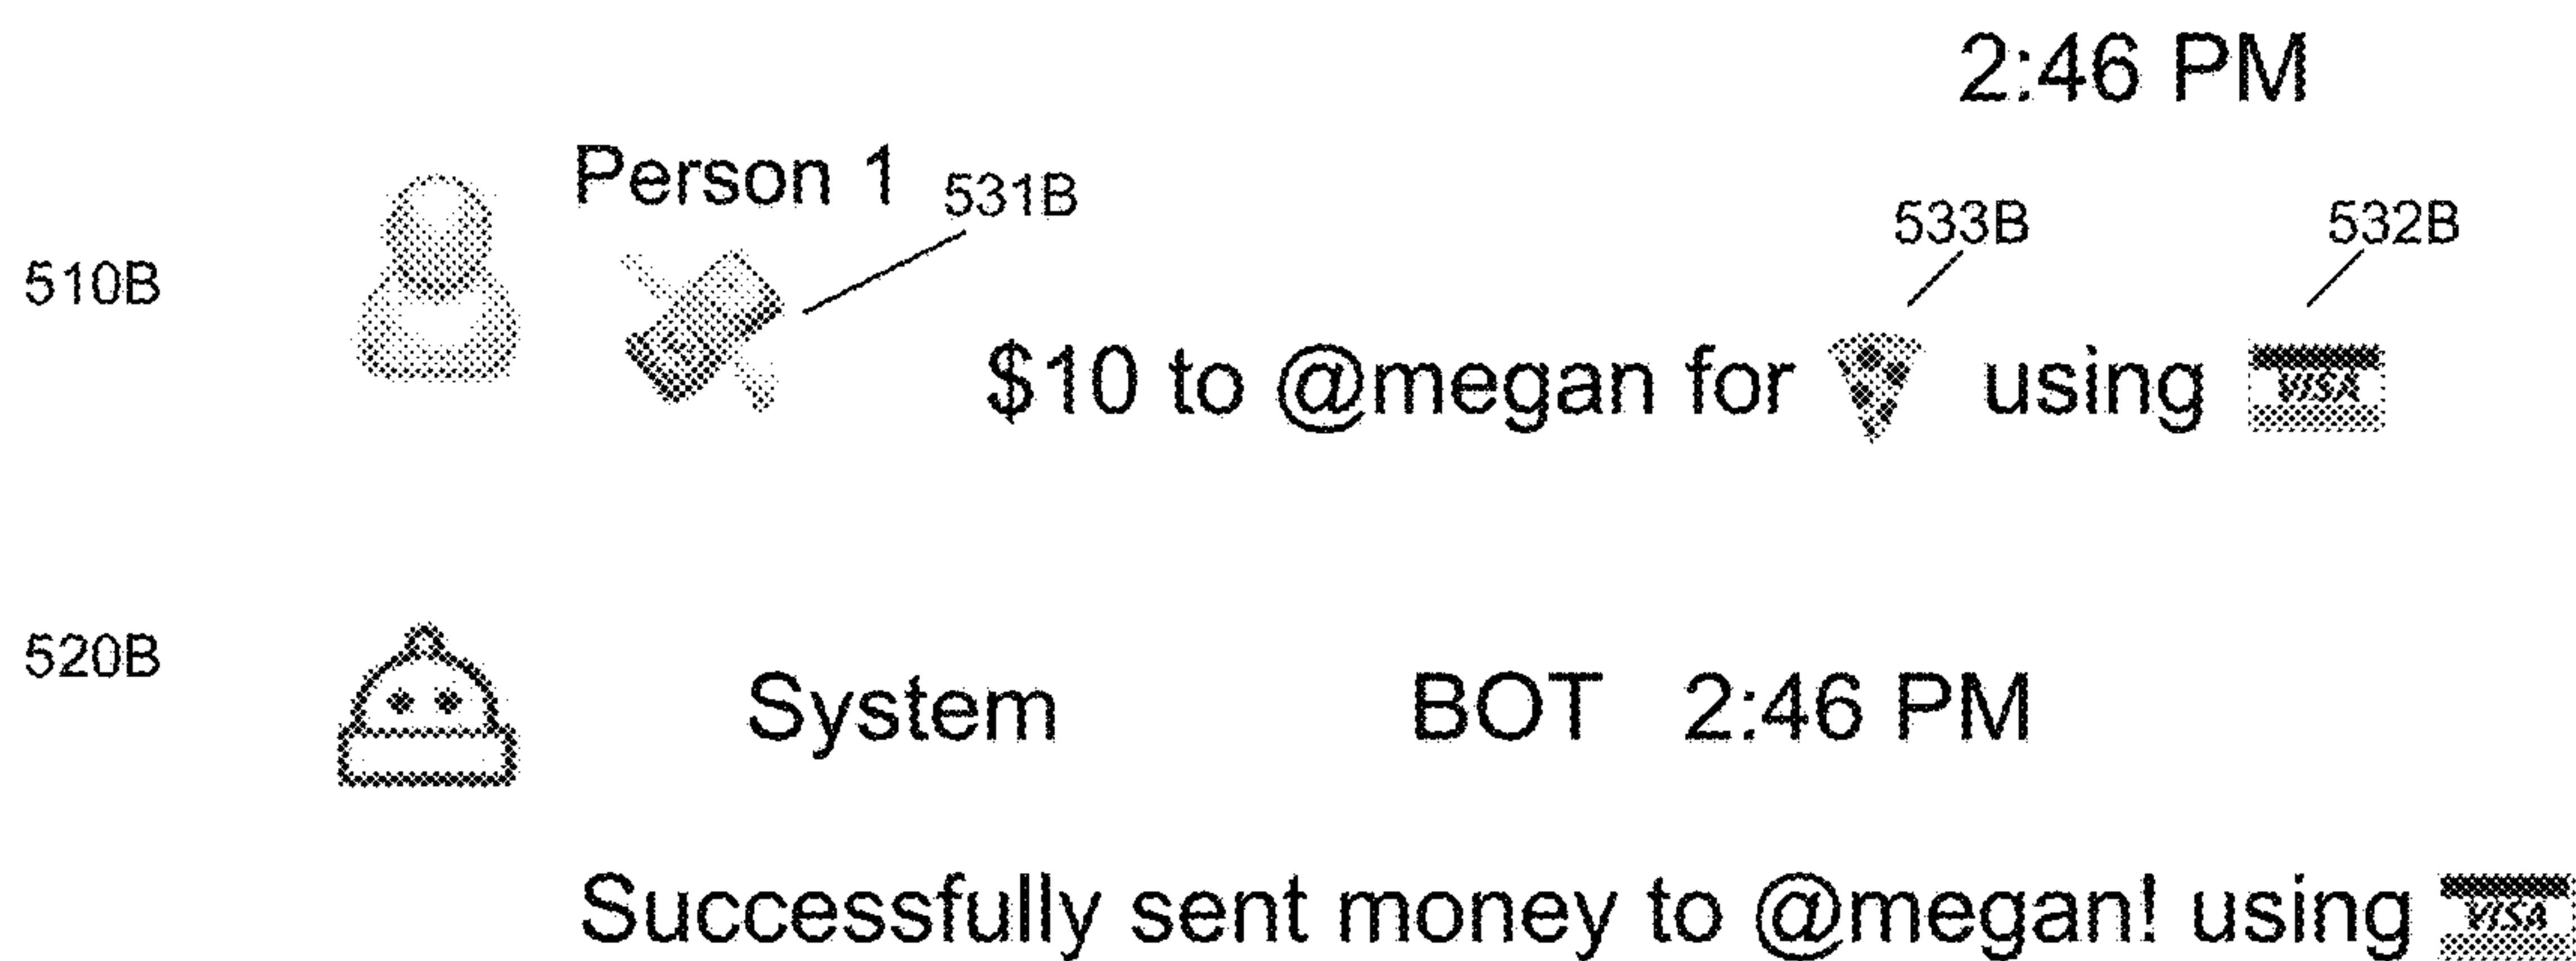 2:46 PM
Person 1 531B
533B 532B
510B
$10 to @megan for using VISA
520B
System BOT 2:46 PM
Successfully sent money to @megan! using VISA